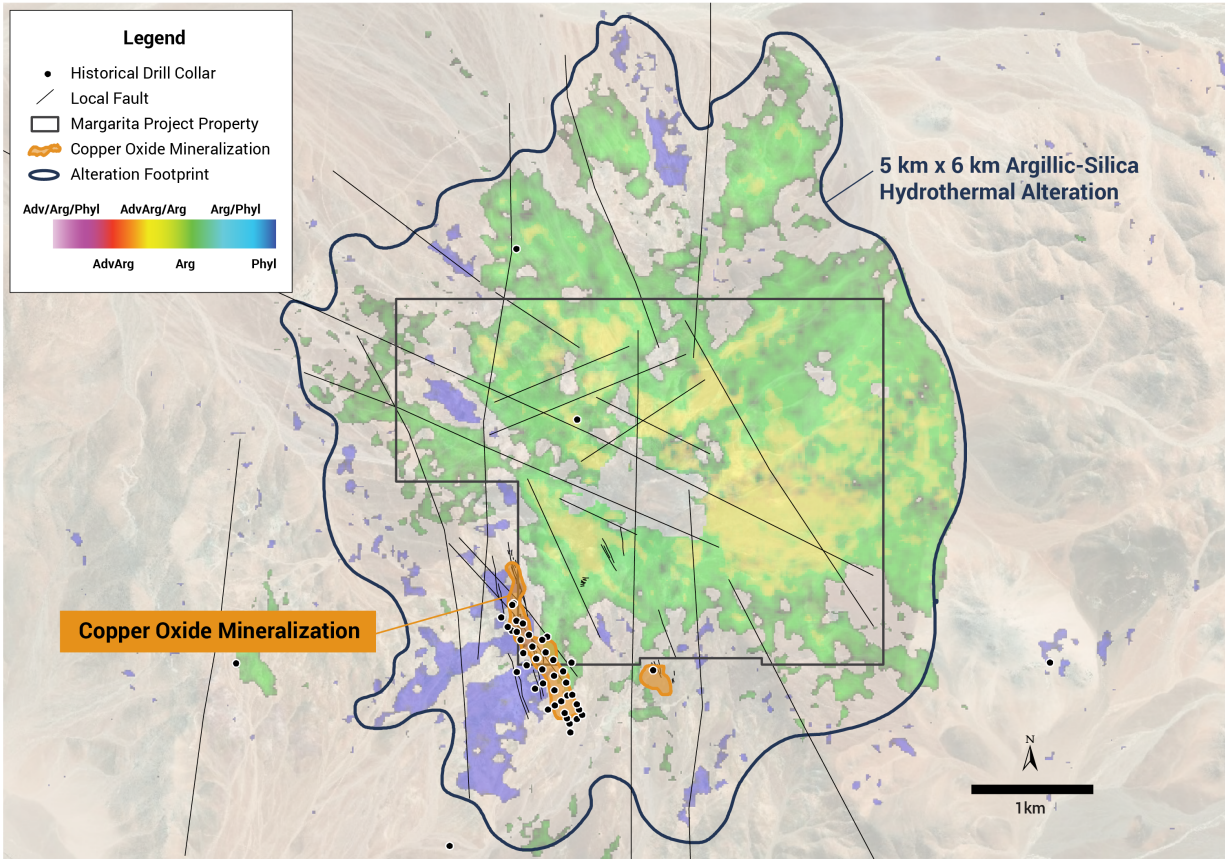 Legend
Historical Drill Collar
Local Fault
Margarita Project Property
Copper Oxide Mineralization
Alteration Footprint
Adv/Arg/Phyl AdvArg/Arg Arg/Phyl
AdvArg Arg Phyl
5 km x 6 km Argillic-Silica
Hydrothermal Alteration
Copper Oxide Mineralization
N
1km